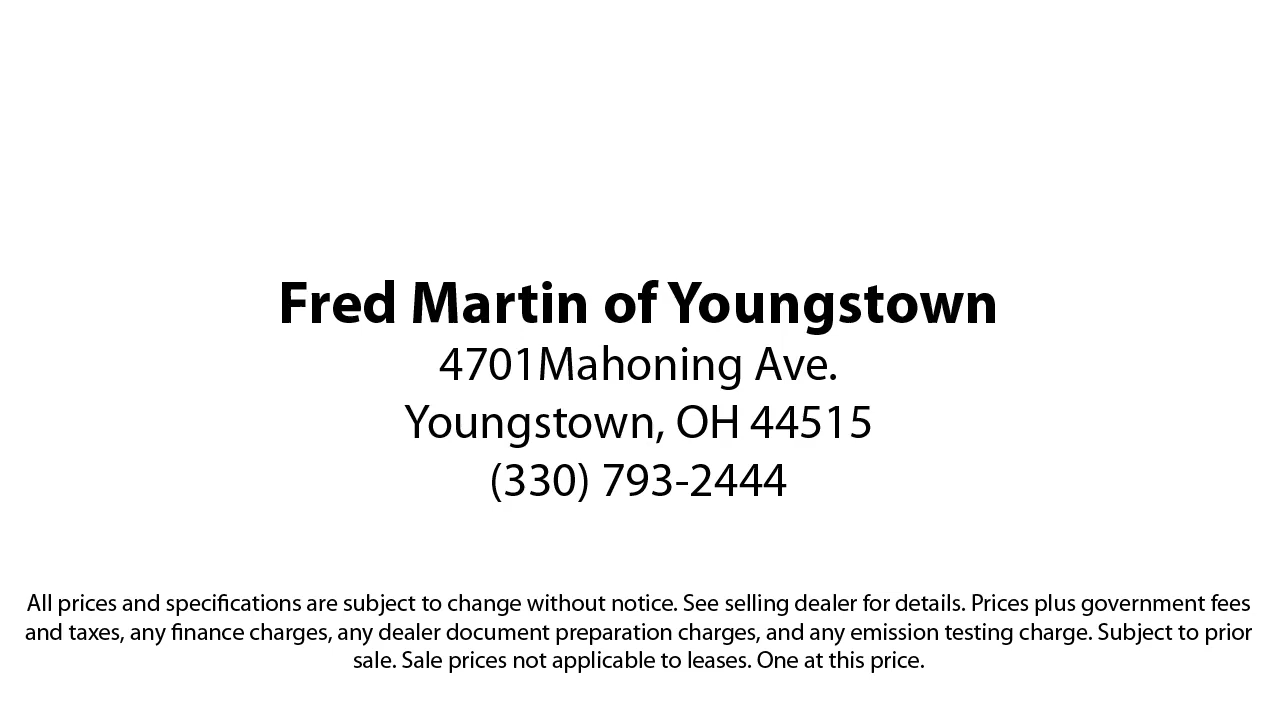 Fred Martin of Youngstown
4701Mahoning Ave.
Youngstown, OH 44515
(330) 793-2444
All prices and specifications are subject to change without notice. See selling dealer for details. Prices plus government fees
and taxes, any finance charges, any dealer document preparation charges, and any emission testing charge. Subject to prior
sale. Sale prices not applicable to leases. One at this price.